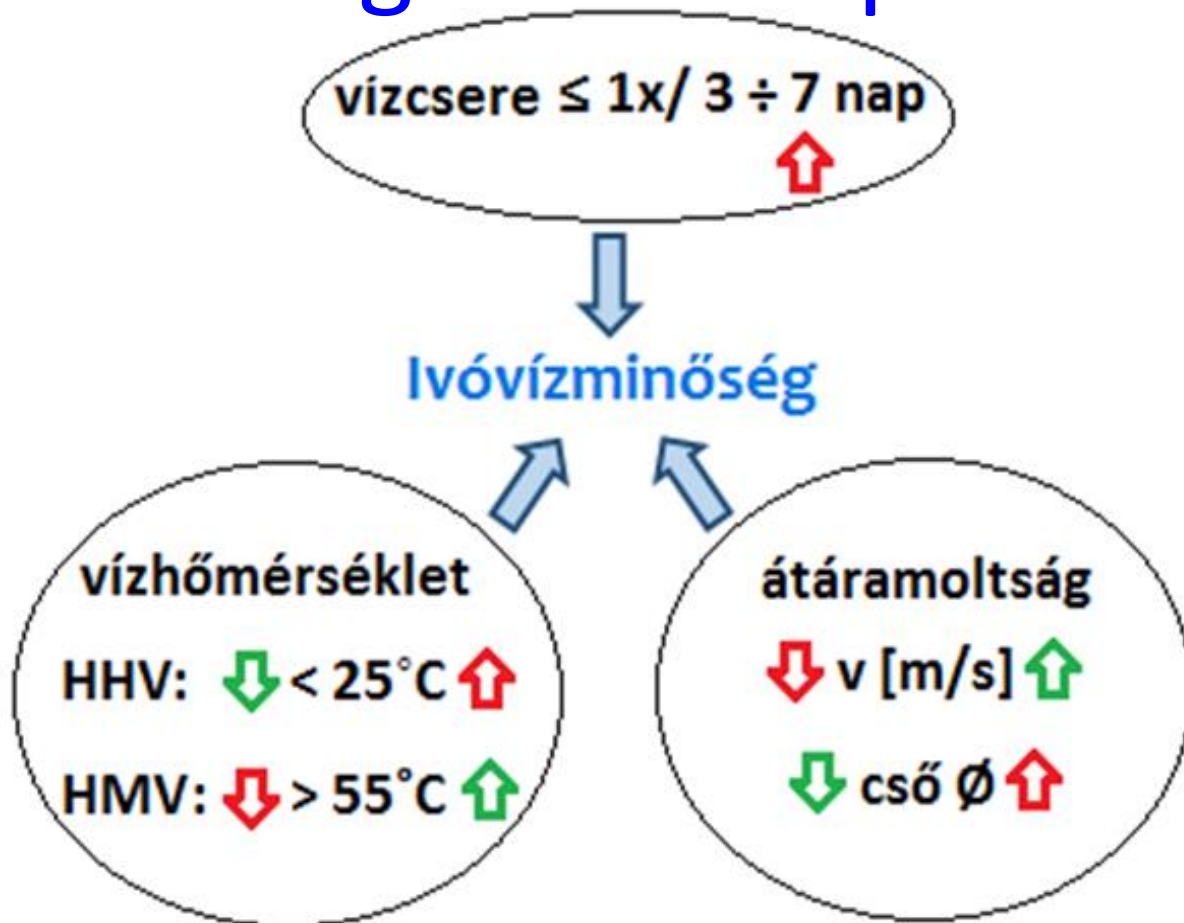 vízcsere ≤ 1x/ 3 ÷ 7 nap
Ivóvízminőség
vízhőmérséklet
HHV: < 25°C
HMV: > 55°C
átáramoltság
v [m/s]
cső Ø